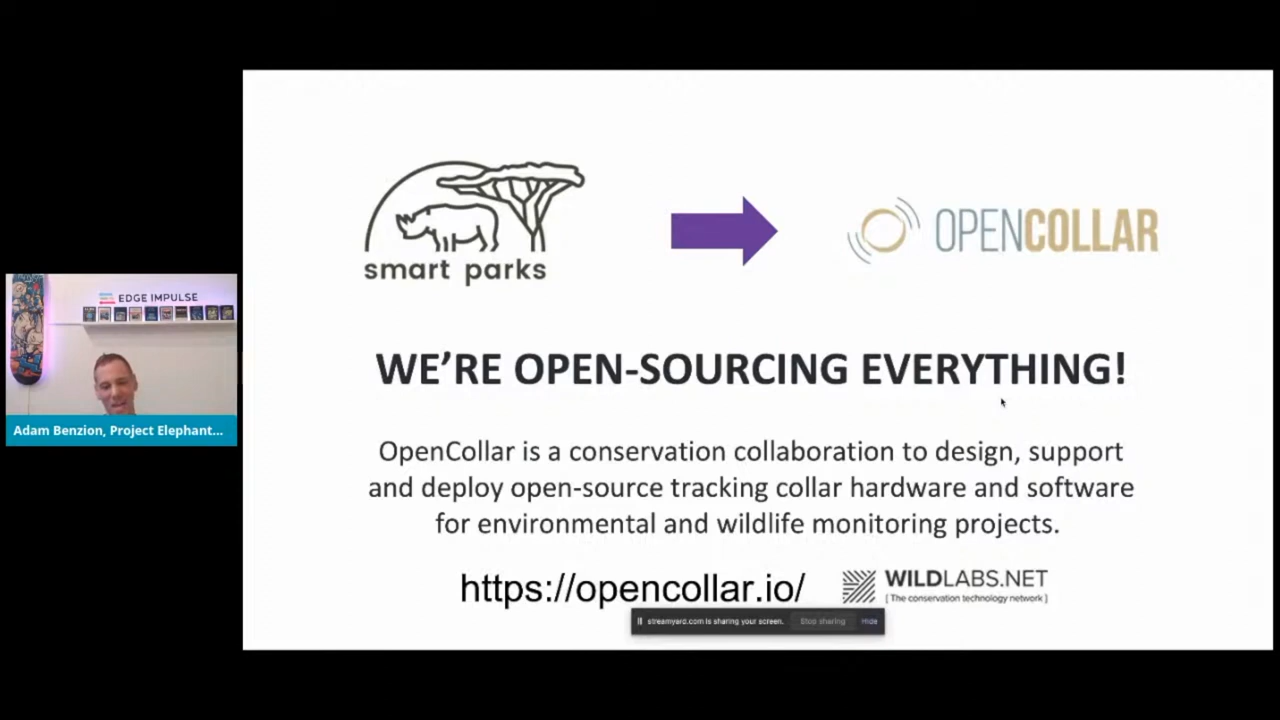 smart parks
OPENCOLLAR
WE’RE OPEN-SOURCING EVERYTHING!
OpenCollar is a conservation collaboration to design, support
and deploy open-source tracking collar hardware and software
for environmental and wildlife monitoring projects.
https://opencollar.io/
WILDLABS.NET
[ The conservation technology network ]
streamyard.com is sharing your screen.
Stop sharing
Hide
EDGE IMPULSE
Adam Benzion, Project Elephant...